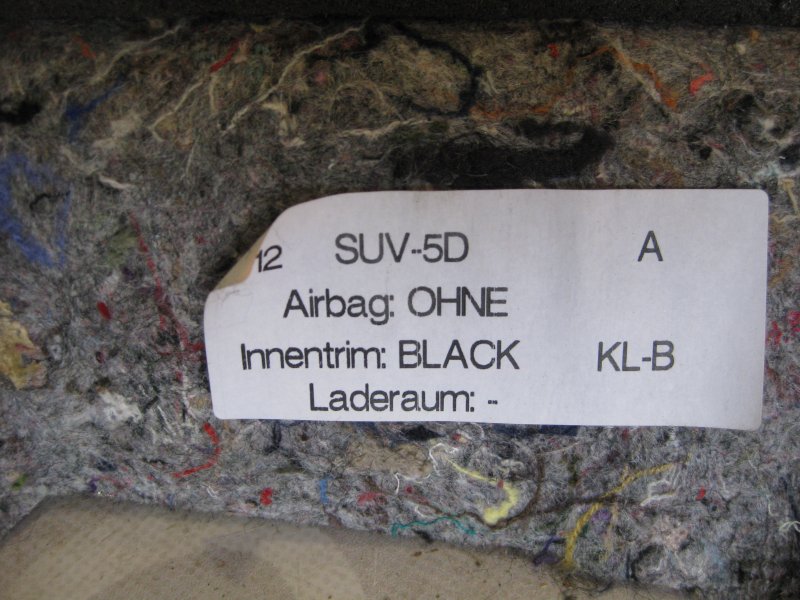 12 SUV-5D A
Airbag: OHNE
Innentrim: BLACK KL-B
Laderaum: -